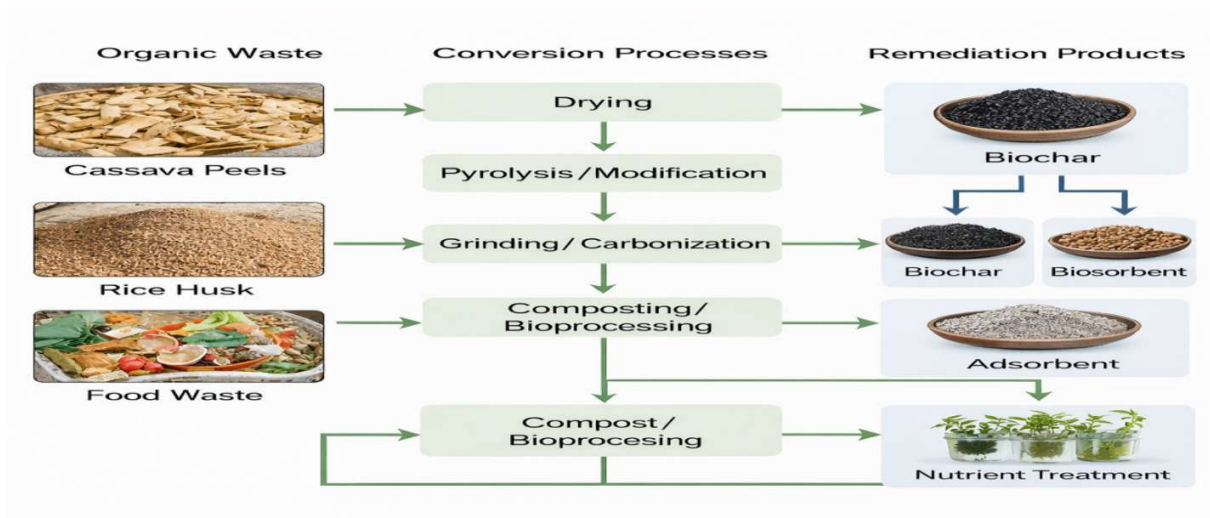 Organic Waste
Conversion Processes
Remediation Products
Cassava Peels
Rice Husk
Food Waste
Drying
Pyrolysis / Modification
Grinding / Carbonization
Composting /
Bioprocessing
Compost /
Bioprocesing
Biochar
Biochar
Biosorbent
Adsorbent
Nutrient Treatment